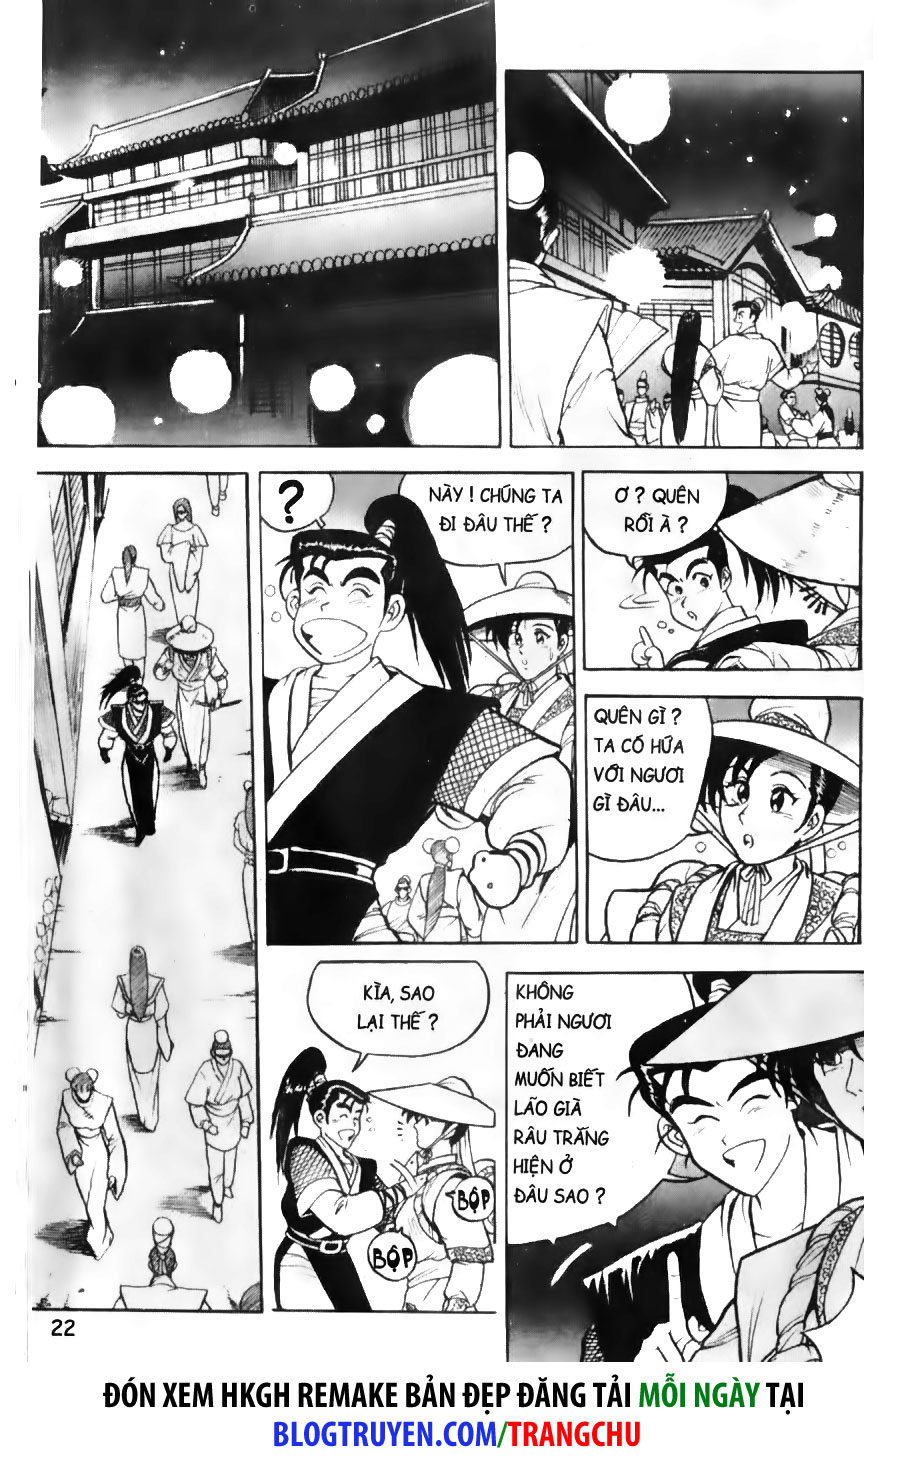 ?
NÀY ! CHÚNG TA
ĐI ĐÂU THẾ ?
Ơ ? QUÊN
RỒI À ?
QUÊN GÌ ?
TA CÓ HỨA
VỚI NGƯƠI
GÌ ĐÂU...
KÌA, SAO
LẠI THẾ ?
BỘP
BỘP
KHÔNG
PHẢI NGƯƠI
ĐANG
MUỐN BIẾT
LÃO GIÀ
RÂU TRẮNG
HIỆN Ở
ĐÂU SAO ?
22
ĐÓN XEM HKGH REMAKE BẢN ĐẸP ĐĂNG TẢI MỖI NGÀY TẠI
BLOGTRUYEN.COM/TRANGCHU